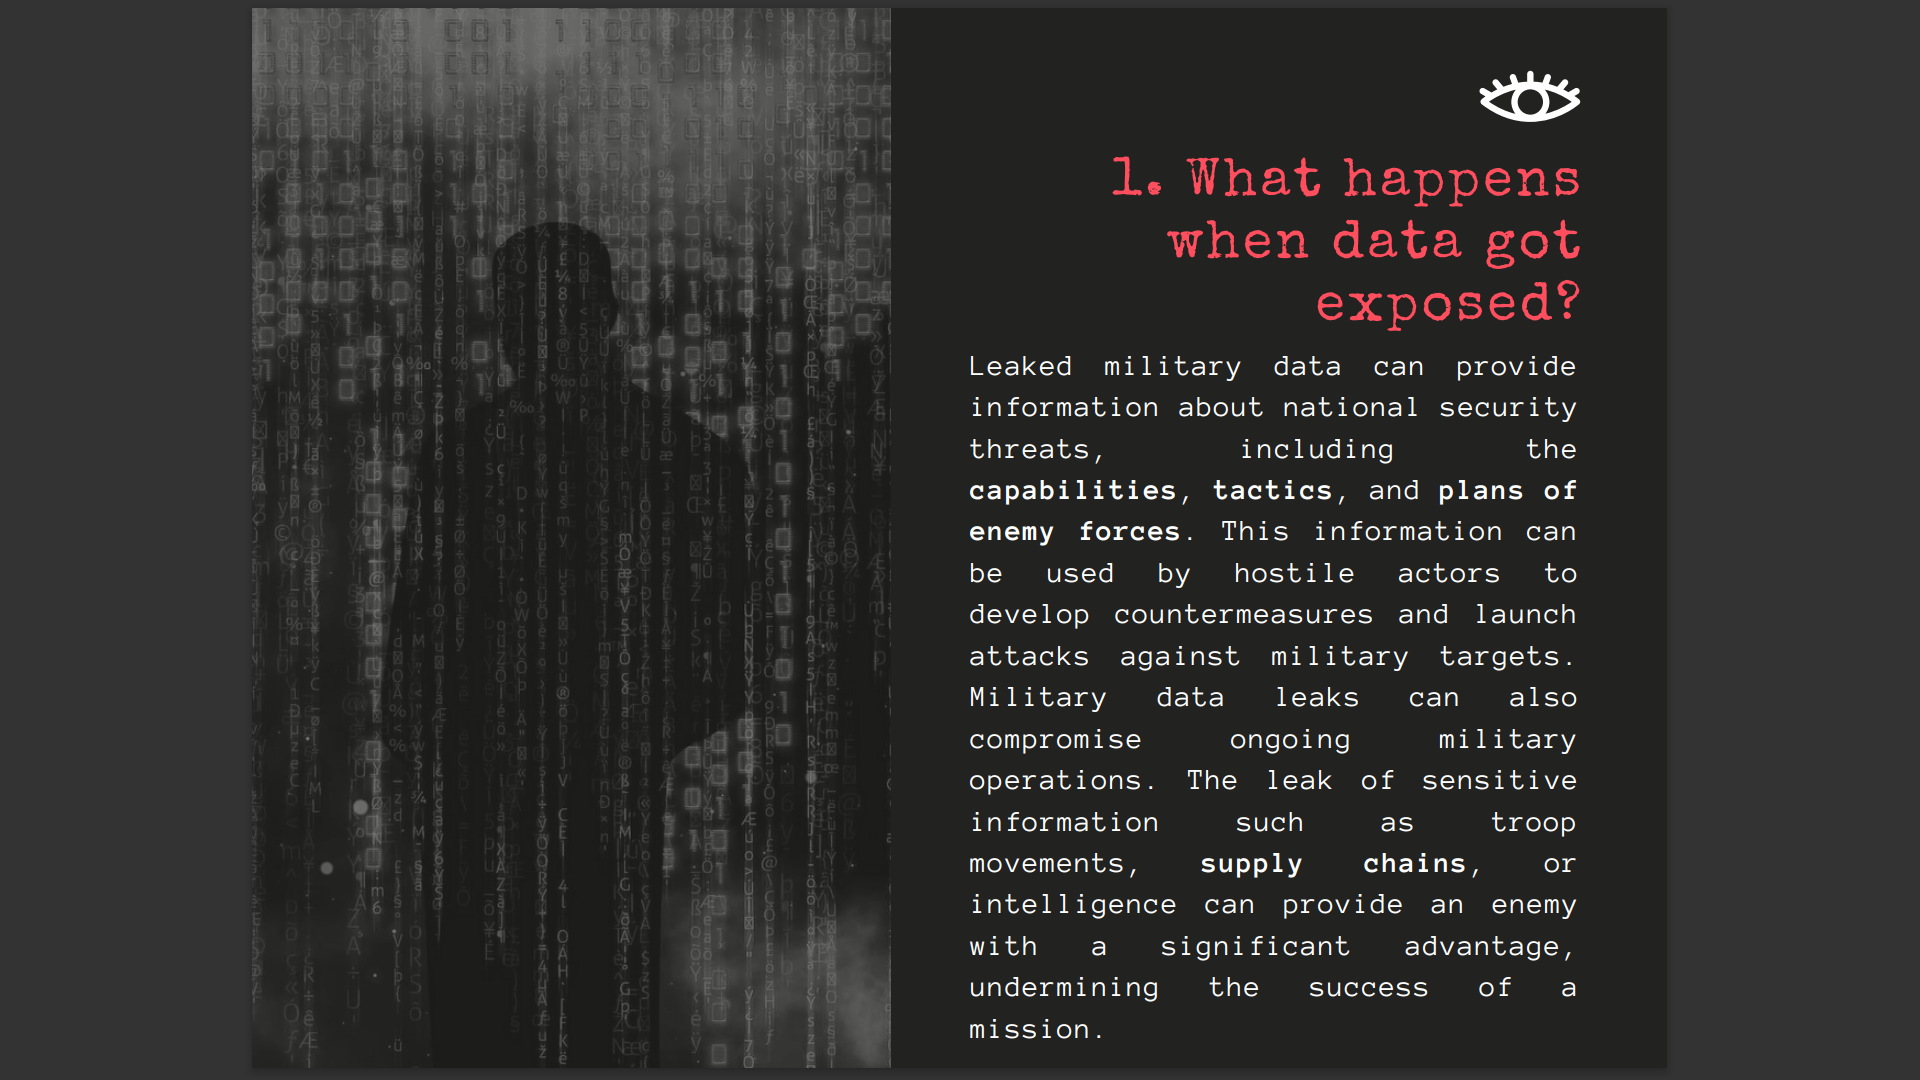 1. What happens
when data got
exposed?
Leaked military data can provide
information about national security
threats, including the
capabilities, tactics, and plans of
enemy forces. This information can
be used by hostile actors to
develop countermeasures and launch
attacks against military targets.
Military data leaks can also
compromise ongoing military
operations. The leak of sensitive
information such as troop
movements, supply chains, or
intelligence can provide an enemy
with a significant advantage,
undermining the success of a
mission.